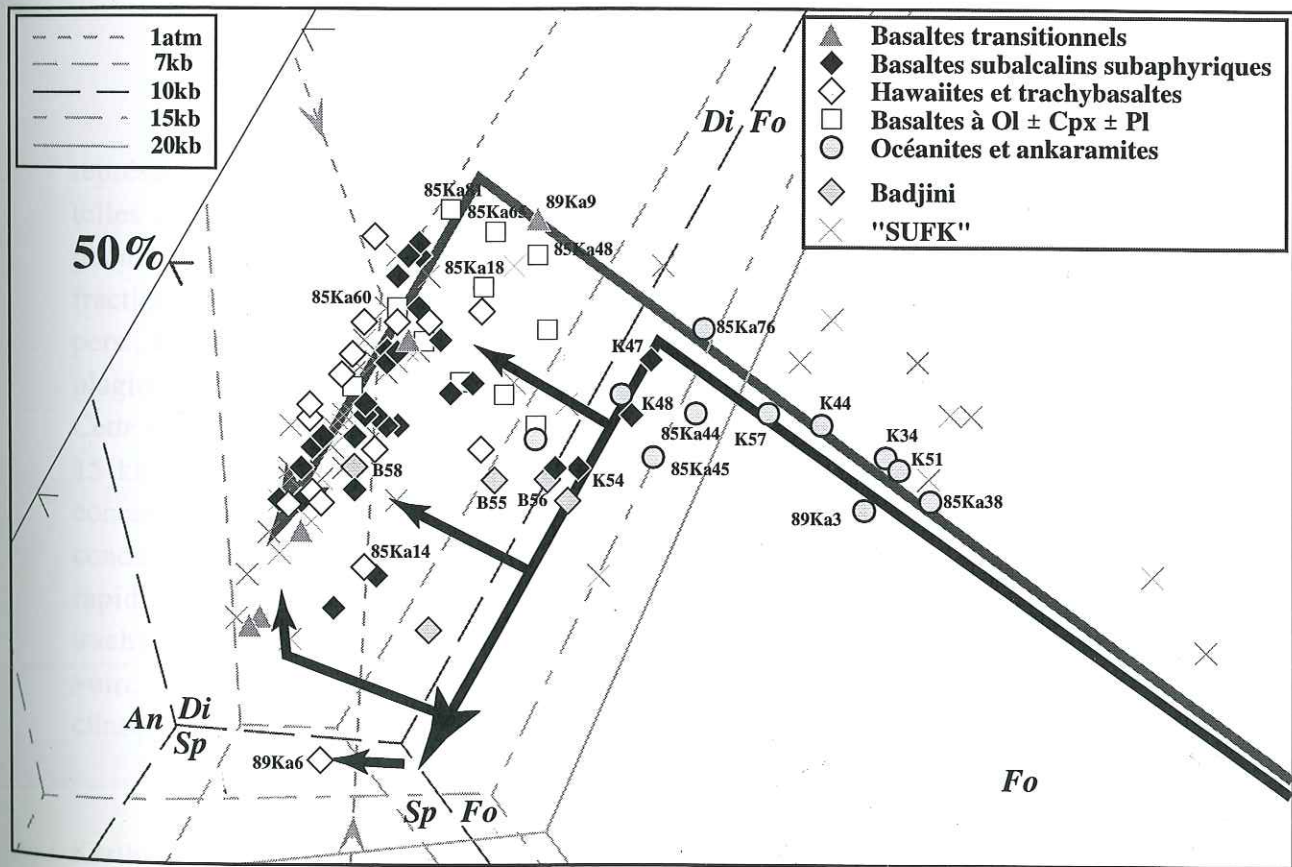 1atm
7kb
10kb
15kb
20kb
Basaltes transitionnels
Basaltes subalcalins subaphyriques
Hawaiites et trachybasaltes
Basaltes à Ol ± Cpx ± Pl
Océanites et ankaramites
Badjini
"SUFK"
Di Fo
85Ka81
85Ka65
89Ka9
85Ka48
50%
85Ka18
85Ka60
85Ka76
K47
K48
K44
85Ka44
K57
K34
K51
85Ka45
85Ka38
B58
B55
B56
K54
89Ka3
85Ka14
An Di
Sp
89Ka6
Fo
Sp Fo